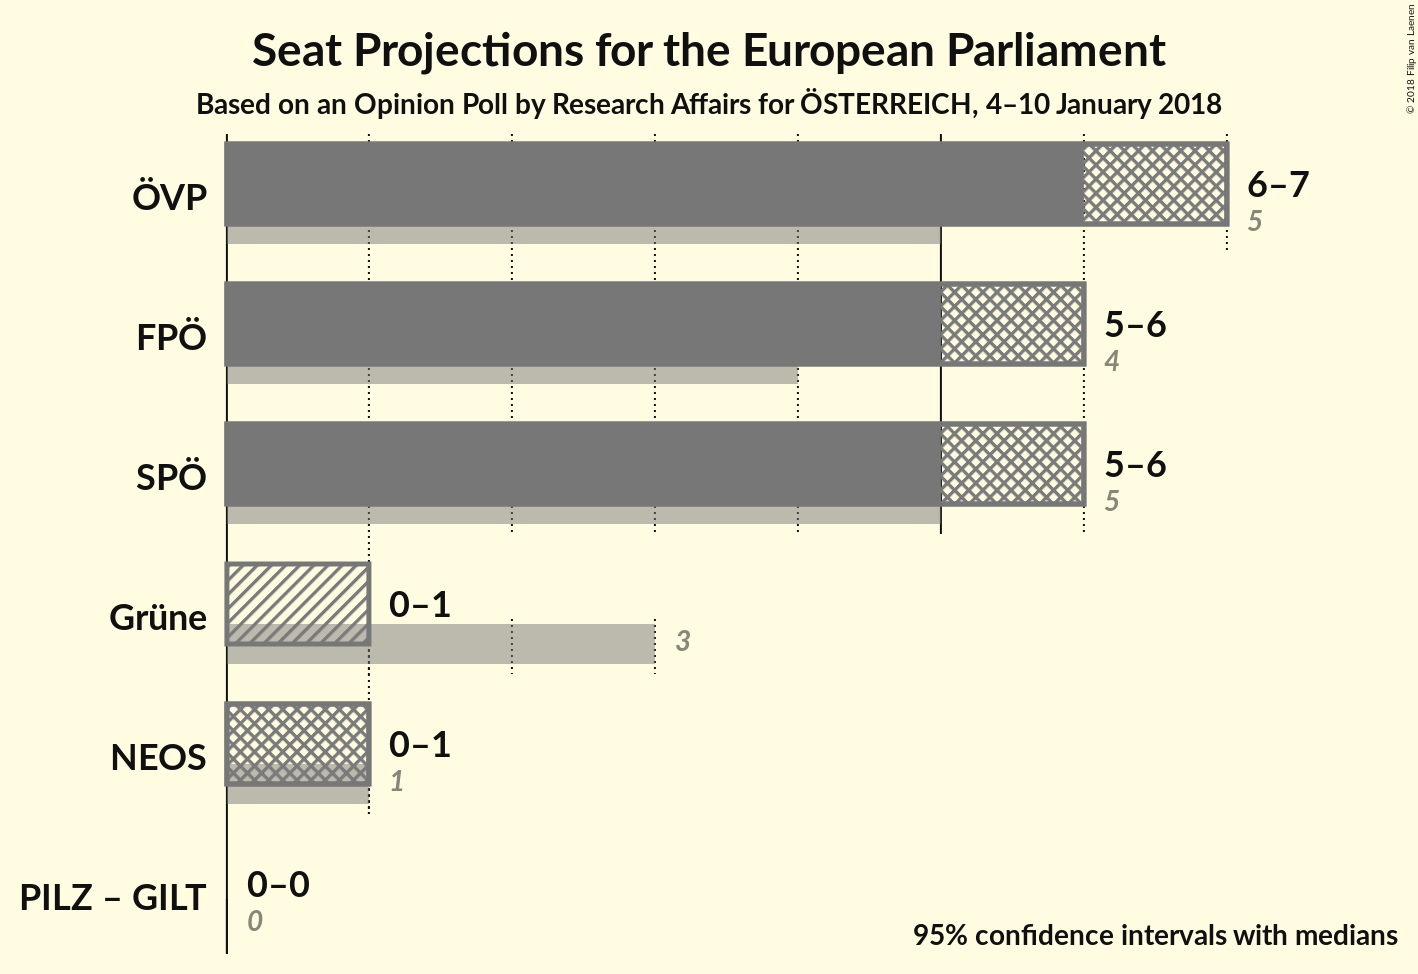 Seat Projections for the European Parliament
Based on an Opinion Poll by Research Affairs for ÖSTERREICH, 4–10 January 2018
© 2018 Filip van Laenen
ÖVP
6–7
5
FPÖ
5–6
4
SPÖ
5–6
5
Grüne
0–1
3
NEOS
0–1
1
PILZ – GILT
0–0
0
95% confidence intervals with medians